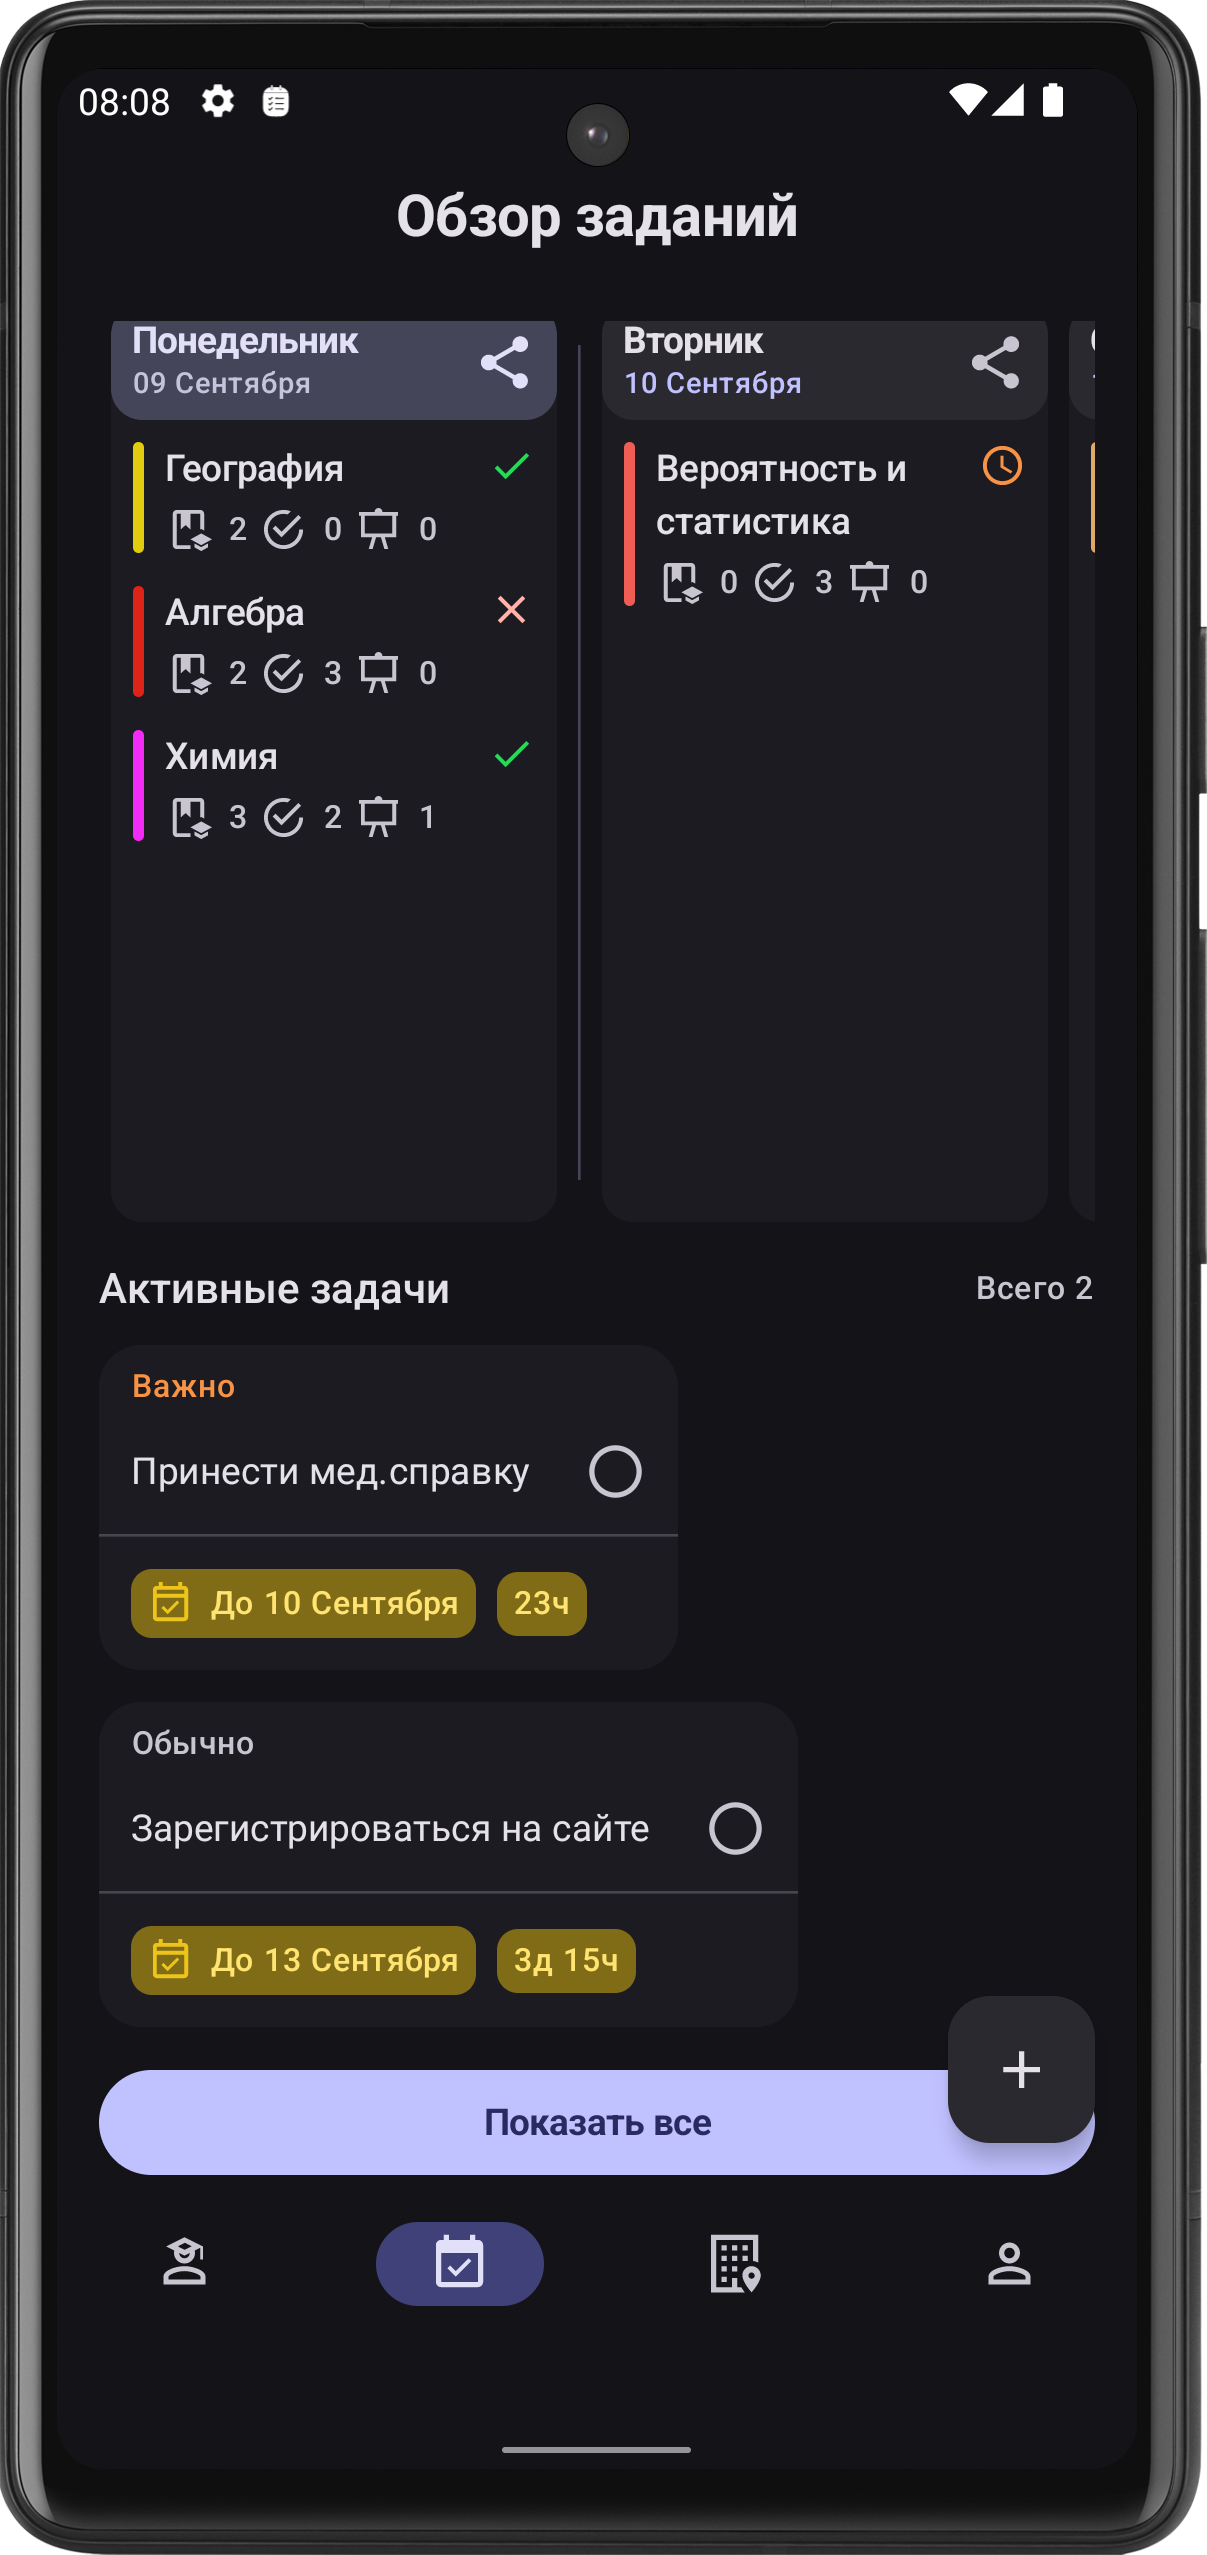 08:08
Обзор заданий
Понедельник
09 Сентября
География
2 0 0
Алгебра
2 3 0
Химия
3 2 1
Вторник
10 Сентября
Вероятность и
статистика
0 3 0
Активные задачи
Всего 2
Важно
Принести мед.справку
До 10 Сентября
23ч
Обычно
Зарегистрироваться на сайте
До 13 Сентября
3д 15ч
+
Показать все